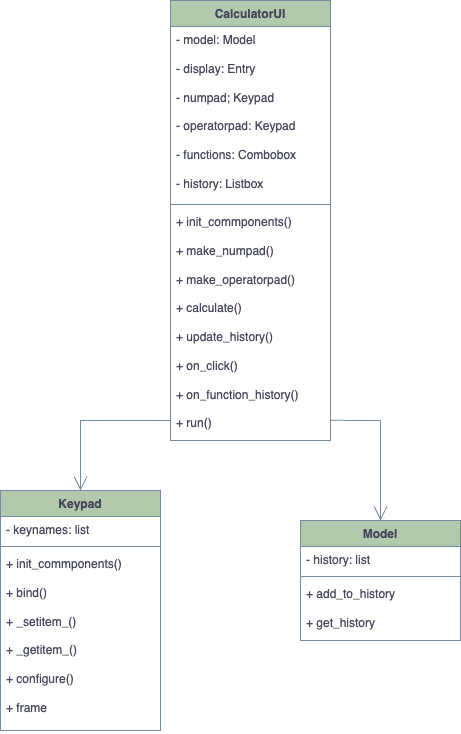 CalculatorUI
- model: Model
- display: Entry
- numpad; Keypad
- operatorpad: Keypad
- functions: Combobox
- history: Listbox
+ init_commponents()
+ make_numpad()
+ make_operatorpad()
+ calculate()
+ update_history()
+ on_click()
+ on_function_history()
+ run()
Keypad
- keynames: list
+ init_commponents()
+ bind()
+ _setitem_()
+ _getitem_()
+ configure()
+ frame
Model
- history: list
+ add_to_history
+ get_history